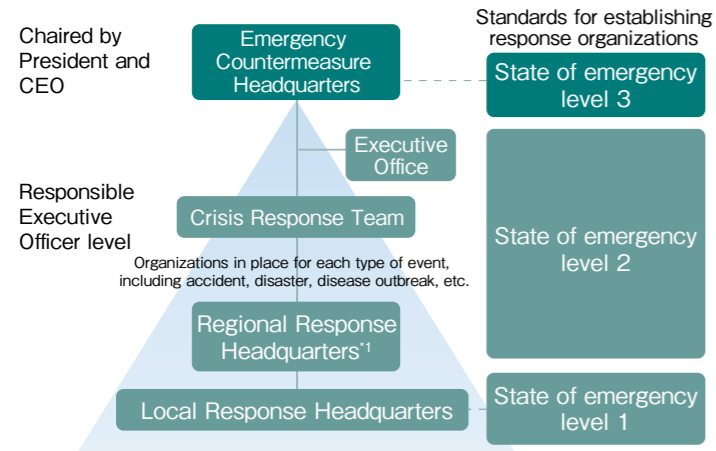 Chaired by
President and
CEO
Emergency
Countermeasure
Headquarters
Standards for establishing
response organizations
State of emergency
level 3
Executive
Office
Responsible
Executive
Officer level
Crisis Response Team
State of emergency
level 2
Organizations in place for each type of event,
including accident, disaster, disease outbreak, etc.
Regional Response
Headquarters*1
Local Response Headquarters
State of emergency
level 1